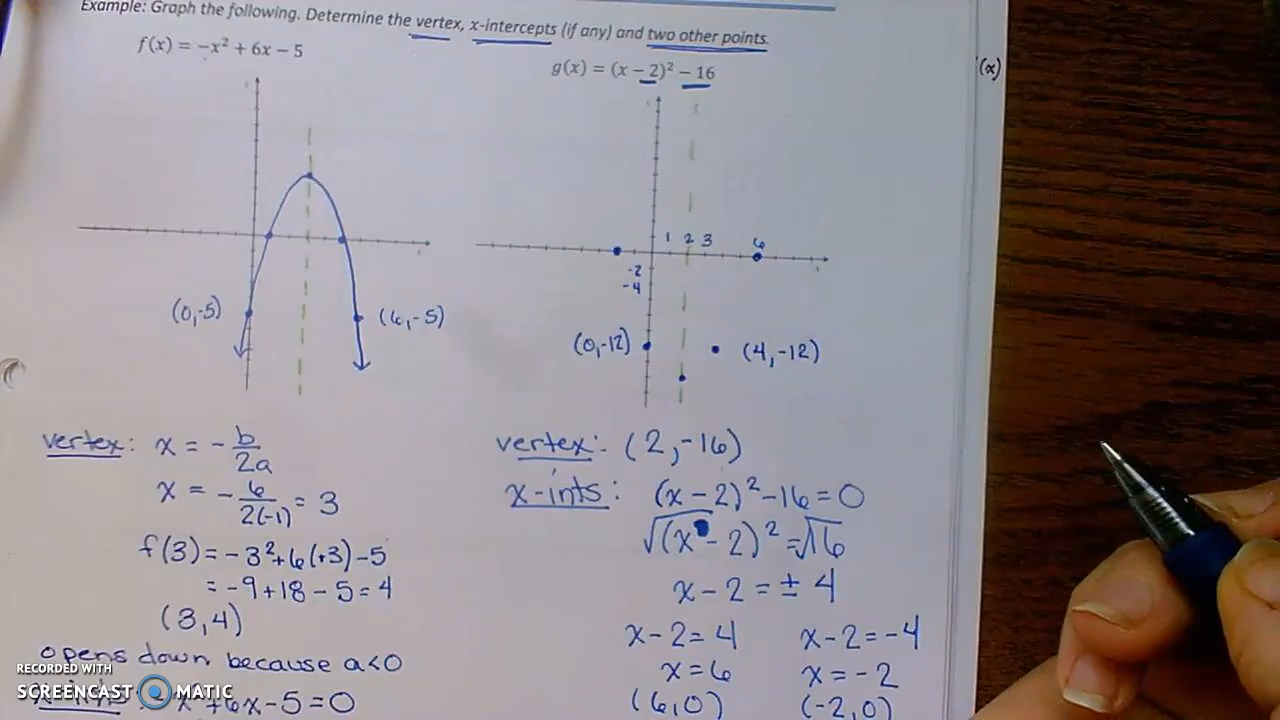 Example: Graph the following. Determine the vertex, x-intercepts (if any) and two other points.
f(x) = −x² + 6x − 5
g(x) = (x − 2)² − 16
(x)
1 2 3
6
-2
-4
(0,-5)
(6,-5)
(0,-12)
(4,-12)
vertex: x = - b/2a
x = - 6/2(-1) = 3
f(3) = -3²+6(+3)-5
= -9+18-5=4
(3,4)
opens down because a<0
x-ints: -x²+6x-5=0
vertex: (2,-16)
x-ints: (x-2)²-16=0
√(x-2)²=√16
x-2 = ± 4
x-2=4 x-2=-4
x=6 x=-2
(6,0) (-2,0)
RECORDED WITH
SCREENCAST MATIC